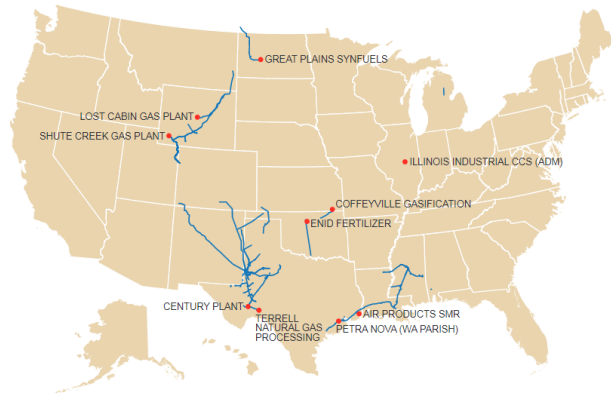 GREAT PLAINS SYNFUELS
LOST CABIN GAS PLANT
SHUTE CREEK GAS PLANT
ILLINOIS INDUSTRIAL CCS (ADM)
COFFEYVILLE GASIFICATION
ENID FERTILIZER
CENTURY PLANT
TERRELL
NATURAL GAS
PROCESSING
AIR PRODUCTS SMR
PETRA NOVA (WA PARISH)